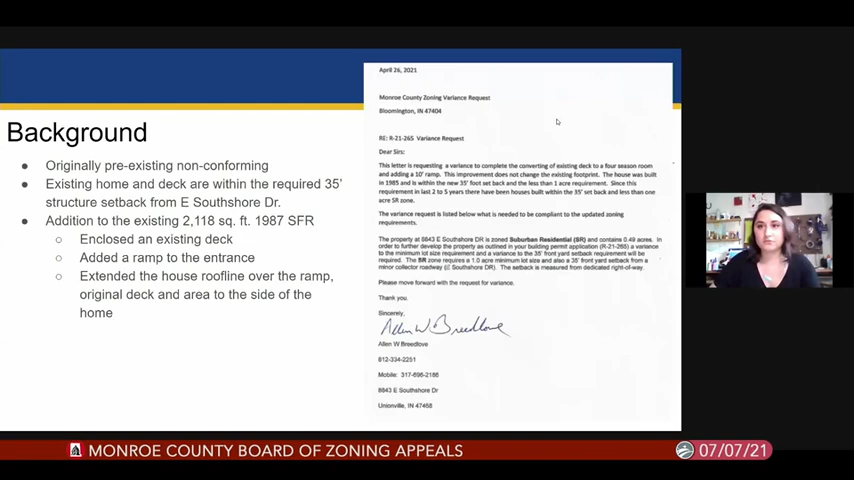 Background
Originally pre-existing non-conforming
Existing home and deck are within the required 35’
structure setback from E Southshore Dr.
Addition to the existing 2,118 sq. ft. 1987 SFR
Enclosed an existing deck
Added a ramp to the entrance
Extended the house roofline over the ramp,
original deck and area to the side of the
home
April 26, 2021
Monroe County Zoning Variance Request
Bloomington, IN 47404
RE: R-21-265 Variance Request
Dear Sirs:
This letter is requesting a variance to complete the converting of existing deck to a four season room
and adding a 10' ramp. This improvement does not change the existing footprint. The house was built
in 1985 and is within the new 35' foot set back and the less than 1 acre requirement. Since this
requirement in last 2 to 5 years there have been houses built within the 35' set back and less than one
acre SR zone.
The variance request is listed below what is needed to be compliant to the updated zoning
requirements.
The property at 8843 E Southshore DR is zoned Suburban Residential (SR) and contains 0.49 acres. In
order to further develop the property as outlined in your building permit application (R-21-265) a variance
to the minimum lot size requirement and a variance to the 35' front yard setback requirement will be
required. The SR zone requires a 1.0 acre minimum lot size and also a 35' front yard setback from a
minor collector roadway (E Southshore DR). The setback is measured from dedicated right-of-way.
Please move forward with the request for variance.
Thank you.
Sincerely,
Allen W Breedlove
Allen W Breedlove
812-334-2251
Mobile: 317-696-2186
8843 E Southshore Dr
Unionville, IN 47468
MONROE COUNTY BOARD OF ZONING APPEALS
07/07/21